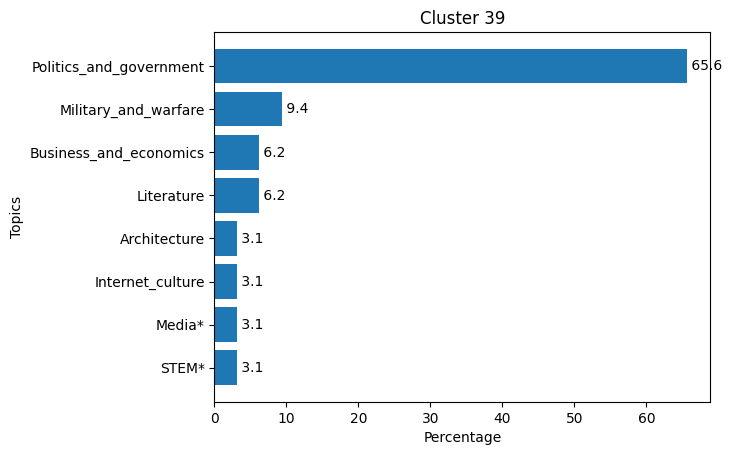 Cluster 39
Topics
Politics_and_government 65.6
Military_and_warfare 9.4
Business_and_economics 6.2
Literature 6.2
Architecture 3.1
Internet_culture 3.1
Media* 3.1
STEM* 3.1
0 10 20 30 40 50 60
Percentage